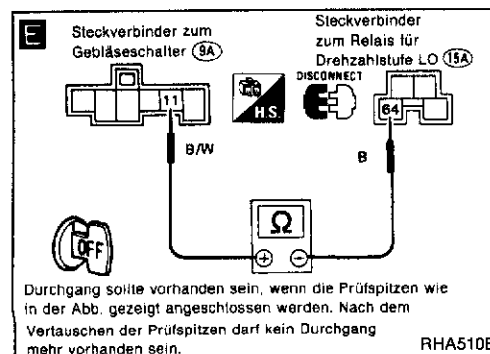 E
Steckverbinder zum
Gebläseschalter 9A
Steckverbinder
zum Relais für
Drehzahlstufe LO 15A
DISCONNECT
H.S.
11
64
B/W
B
Ω
OFF
⊕ ⊖
Durchgang sollte vorhanden sein, wenn die Prüfspitzen wie
in der Abb. gezeigt angeschlossen werden. Nach dem
Vertauschen der Prüfspitzen darf kein Durchgang
mehr vorhanden sein.
RHA510E